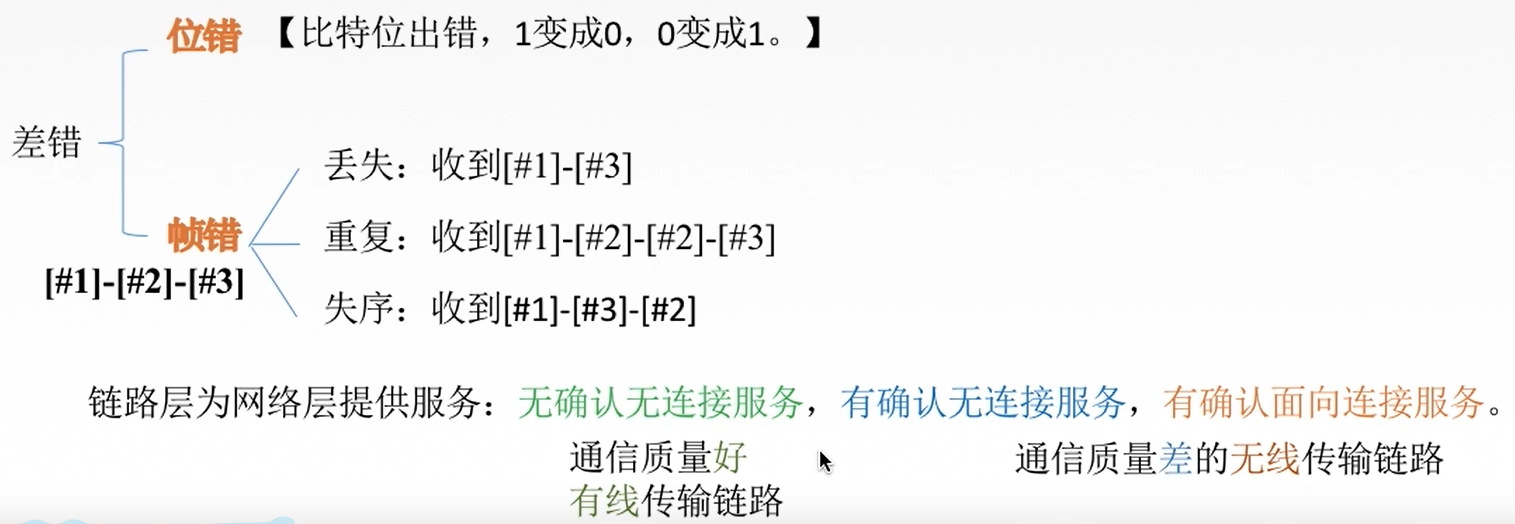 位错 【比特位出错，1变成0，0变成1。】
差错
丢失：收到[#1]-[#3]
帧错
重复：收到[#1]-[#2]-[#2]-[#3]
[#1]-[#2]-[#3]
失序：收到[#1]-[#3]-[#2]
链路层为网络层提供服务：无确认无连接服务，有确认无连接服务，有确认面向连接服务。
通信质量好
有线传输链路
通信质量差的无线传输链路